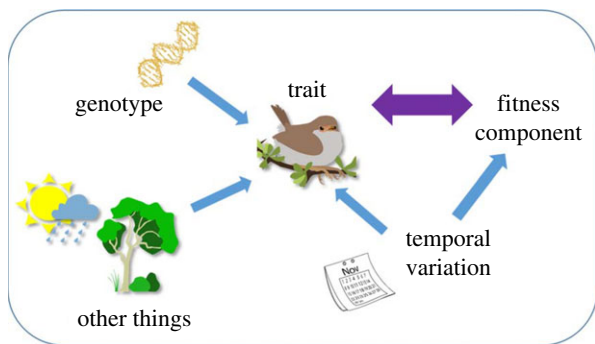 genotype
trait
fitness
component
other things
temporal
variation
Nov